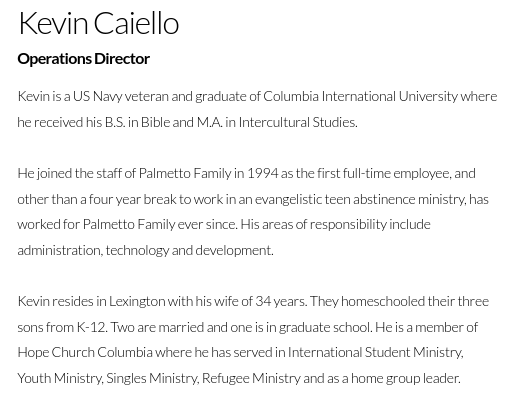 Kevin Caiello
Operations Director
Kevin is a US Navy veteran and graduate of Columbia International University where
he received his B.S. in Bible and M.A. in Intercultural Studies.
He joined the staff of Palmetto Family in 1994 as the first full-time employee, and
other than a four year break to work in an evangelistic teen abstinence ministry, has
worked for Palmetto Family ever since. His areas of responsibility include
administration, technology and development.
Kevin resides in Lexington with his wife of 34 years. They homeschooled their three
sons from K-12. Two are married and one is in graduate school. He is a member of
Hope Church Columbia where he has served in International Student Ministry,
Youth Ministry, Singles Ministry, Refugee Ministry and as a home group leader.